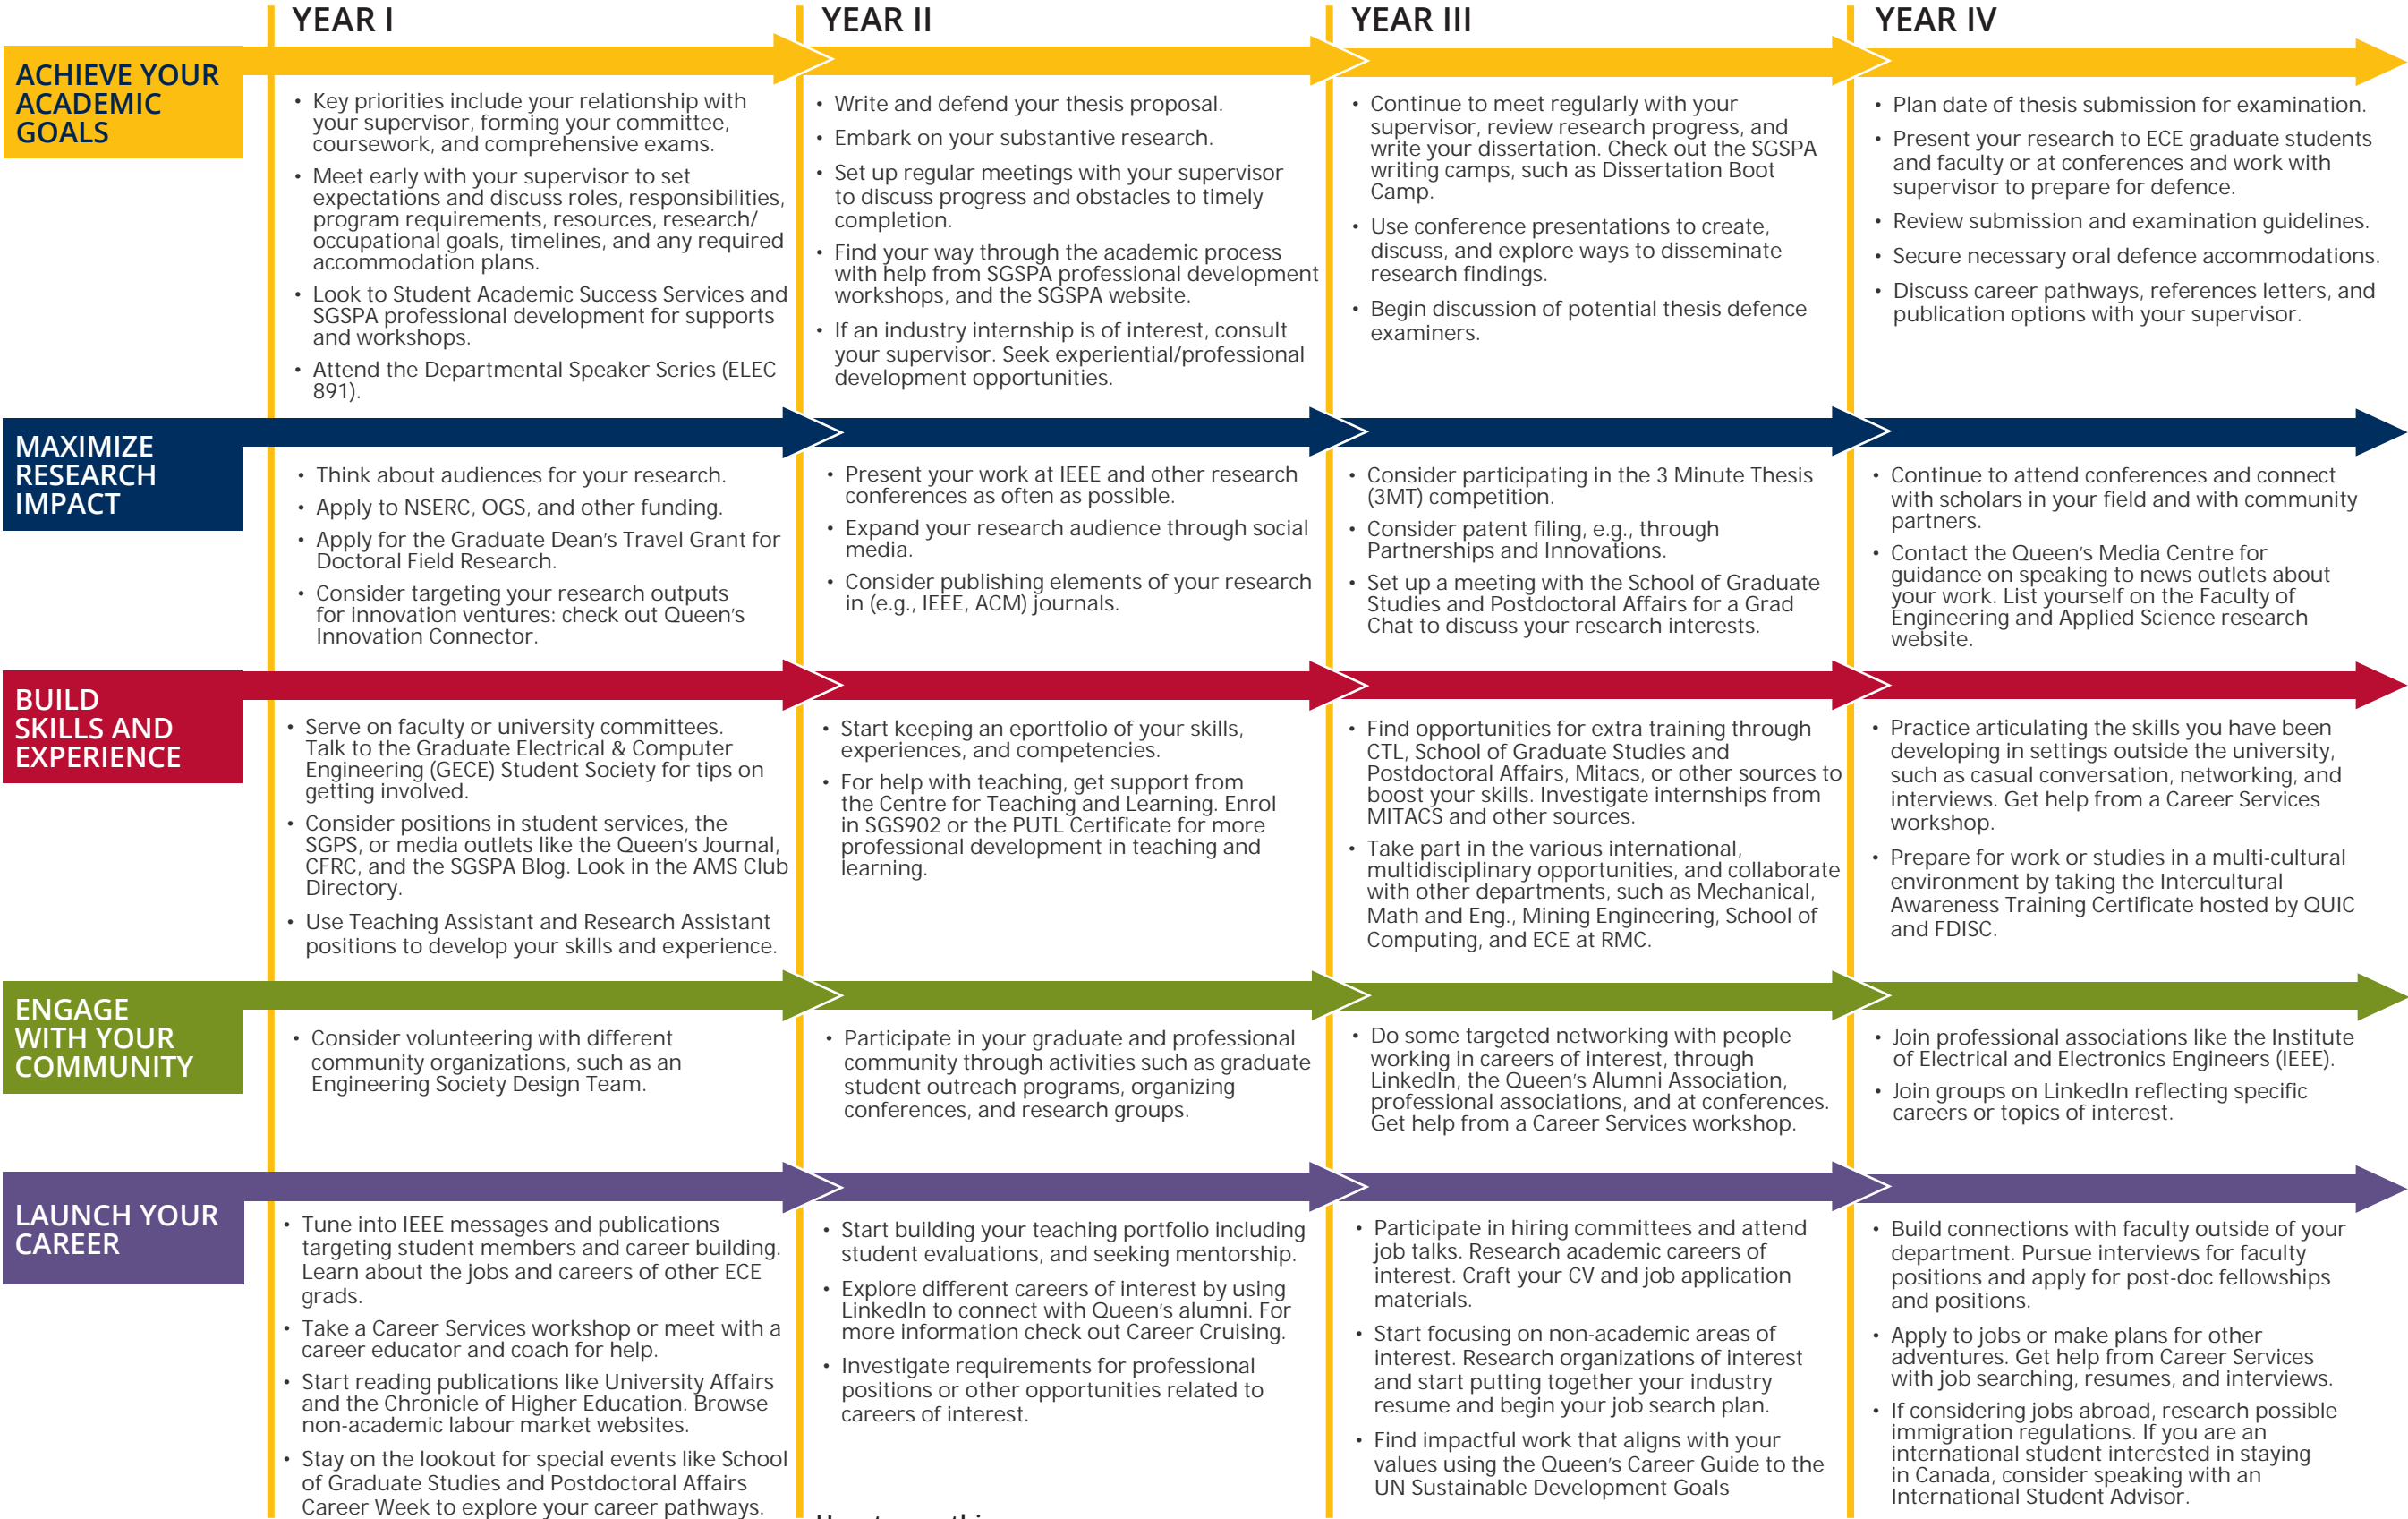 YEAR I
YEAR II
YEAR III
YEAR IV
ACHIEVE YOUR
ACADEMIC
GOALS
• Key priorities include your relationship with
your supervisor, forming your committee,
coursework, and comprehensive exams.
• Meet early with your supervisor to set
expectations and discuss roles, responsibilities,
program requirements, resources, research/
occupational goals, timelines, and any required
accommodation plans.
• Look to Student Academic Success Services and
SGSPA professional development for supports
and workshops.
• Attend the Departmental Speaker Series (ELEC
891).
• Write and defend your thesis proposal.
• Embark on your substantive research.
• Set up regular meetings with your supervisor
to discuss progress and obstacles to timely
completion.
• Find your way through the academic process
with help from SGSPA professional development
workshops, and the SGSPA website.
• If an industry internship is of interest, consult
your supervisor. Seek experiential/professional
development opportunities.
• Continue to meet regularly with your
supervisor, review research progress, and
write your dissertation. Check out the SGSPA
writing camps, such as Dissertation Boot
Camp.
• Use conference presentations to create,
discuss, and explore ways to disseminate
research findings.
• Begin discussion of potential thesis defence
examiners.
• Plan date of thesis submission for examination.
• Present your research to ECE graduate students
and faculty or at conferences and work with
supervisor to prepare for defence.
• Review submission and examination guidelines.
• Secure necessary oral defence accommodations.
• Discuss career pathways, references letters, and
publication options with your supervisor.
MAXIMIZE
RESEARCH
IMPACT
• Think about audiences for your research.
• Apply to NSERC, OGS, and other funding.
• Apply for the Graduate Dean's Travel Grant for
Doctoral Field Research.
• Consider targeting your research outputs
for innovation ventures: check out Queen's
Innovation Connector.
• Present your work at IEEE and other research
conferences as often as possible.
• Expand your research audience through social
media.
• Consider publishing elements of your research
in (e.g., IEEE, ACM) journals.
• Consider participating in the 3 Minute Thesis
(3MT) competition.
• Consider patent filing, e.g., through
Partnerships and Innovations.
• Set up a meeting with the School of Graduate
Studies and Postdoctoral Affairs for a Grad
Chat to discuss your research interests.
• Continue to attend conferences and connect
with scholars in your field and with community
partners.
• Contact the Queen's Media Centre for
guidance on speaking to news outlets about
your work. List yourself on the Faculty of
Engineering and Applied Science research
website.
BUILD
SKILLS AND
EXPERIENCE
• Serve on faculty or university committees.
Talk to the Graduate Electrical & Computer
Engineering (GECE) Student Society for tips on
getting involved.
• Consider positions in student services, the
SGPS, or media outlets like the Queen's Journal,
CFRC, and the SGSPA Blog. Look in the AMS Club
Directory.
• Use Teaching Assistant and Research Assistant
positions to develop your skills and experience.
• Start keeping an eportfolio of your skills,
experiences, and competencies.
• For help with teaching, get support from
the Centre for Teaching and Learning. Enrol
in SGS902 or the PUTL Certificate for more
professional development in teaching and
learning.
• Find opportunities for extra training through
CTL, School of Graduate Studies and
Postdoctoral Affairs, Mitacs, or other sources to
boost your skills. Investigate internships from
MITACS and other sources.
• Take part in the various international,
multidisciplinary opportunities, and collaborate
with other departments, such as Mechanical,
Math and Eng., Mining Engineering, School of
Computing, and ECE at RMC.
• Practice articulating the skills you have been
developing in settings outside the university,
such as casual conversation, networking, and
interviews. Get help from a Career Services
workshop.
• Prepare for work or studies in a multi-cultural
environment by taking the Intercultural
Awareness Training Certificate hosted by QUIC
and FDISC.
ENGAGE
WITH YOUR
COMMUNITY
• Consider volunteering with different
community organizations, such as an
Engineering Society Design Team.
• Participate in your graduate and professional
community through activities such as graduate
student outreach programs, organizing
conferences, and research groups.
• Do some targeted networking with people
working in careers of interest, through
LinkedIn, the Queen's Alumni Association,
professional associations, and at conferences.
Get help from a Career Services workshop.
• Join professional associations like the Institute
of Electrical and Electronics Engineers (IEEE).
• Join groups on LinkedIn reflecting specific
careers or topics of interest.
LAUNCH YOUR
CAREER
• Tune into IEEE messages and publications
targeting student members and career building.
Learn about the jobs and careers of other ECE
grads.
• Take a Career Services workshop or meet with a
career educator and coach for help.
• Start reading publications like University Affairs
and the Chronicle of Higher Education. Browse
non-academic labour market websites.
• Stay on the lookout for special events like School
of Graduate Studies and Postdoctoral Affairs
Career Week to explore your career pathways.
• Start building your teaching portfolio including
student evaluations, and seeking mentorship.
• Explore different careers of interest by using
LinkedIn to connect with Queen's alumni. For
more information check out Career Cruising.
• Investigate requirements for professional
positions or other opportunities related to
careers of interest.
• Participate in hiring committees and attend
job talks. Research academic careers of
interest. Craft your CV and job application
materials.
• Start focusing on non-academic areas of
interest. Research organizations of interest
and start putting together your industry
resume and begin your job search plan.
• Find impactful work that aligns with your
values using the Queen's Career Guide to the
UN Sustainable Development Goals
• Build connections with faculty outside of your
department. Pursue interviews for faculty
positions and apply for post-doc fellowships
and positions.
• Apply to jobs or make plans for other
adventures. Get help from Career Services
with job searching, resumes, and interviews.
• If considering jobs abroad, research possible
immigration regulations. If you are an
international student interested in staying
in Canada, consider speaking with an
International Student Advisor.